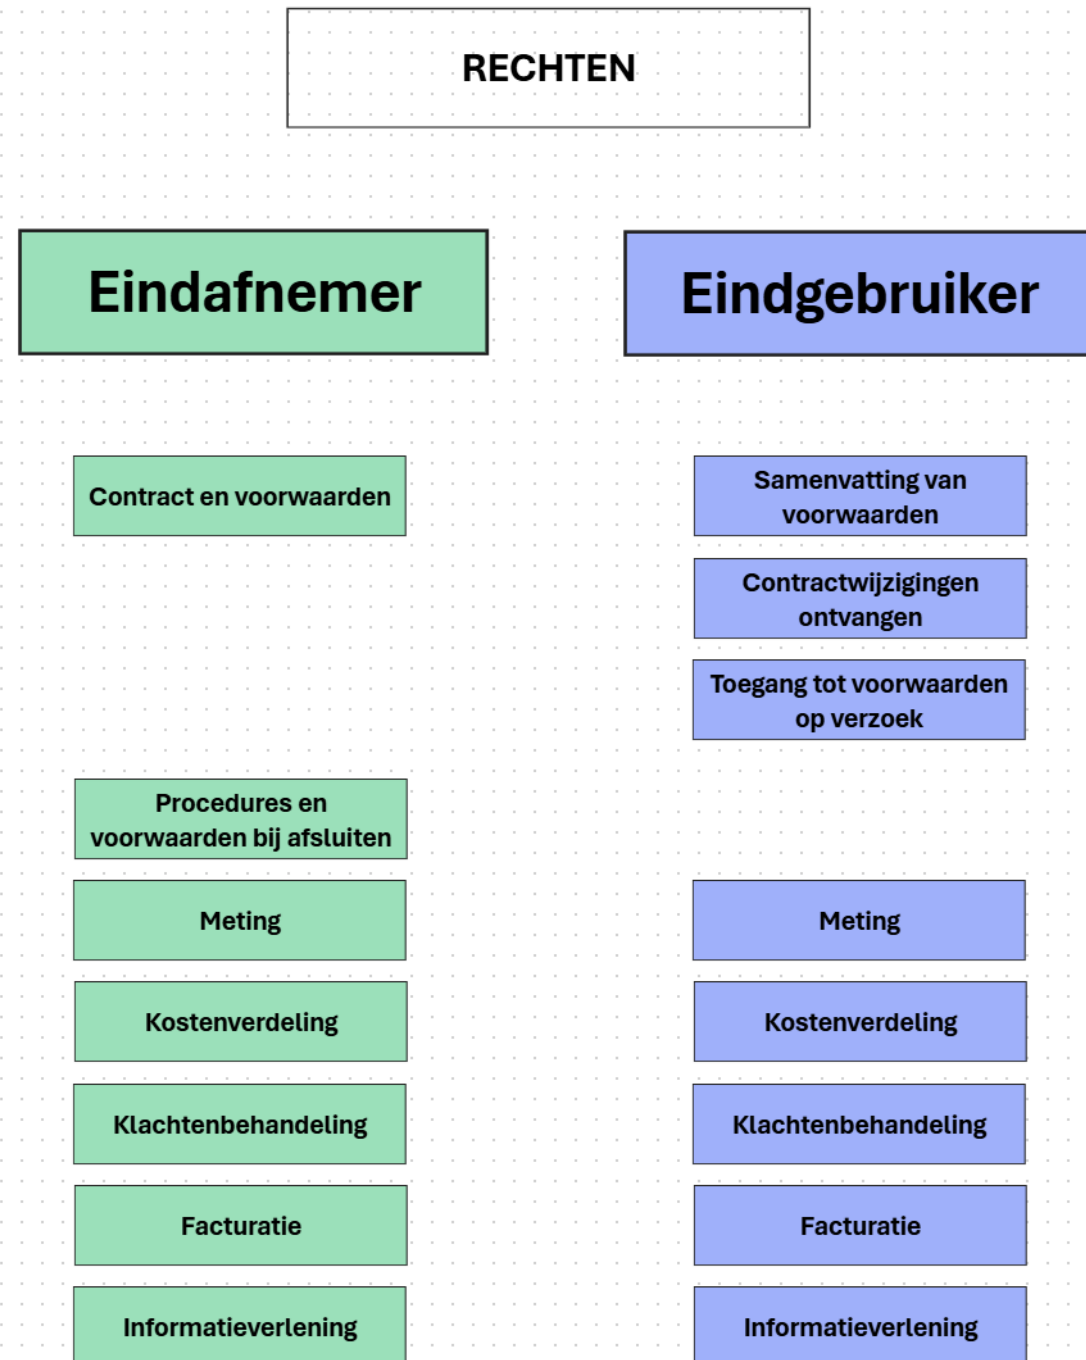 RECHTEN
Eindafnemer
Eindgebruiker
Contract en voorwaarden
Samenvatting van
voorwaarden
Contractwijzigingen
ontvangen
Toegang tot voorwaarden
op verzoek
Procedures en
voorwaarden bij afsluiten
Meting
Meting
Kostenverdeling
Kostenverdeling
Klachtenbehandeling
Klachtenbehandeling
Facturatie
Facturatie
Informatieverlening
Informatieverlening